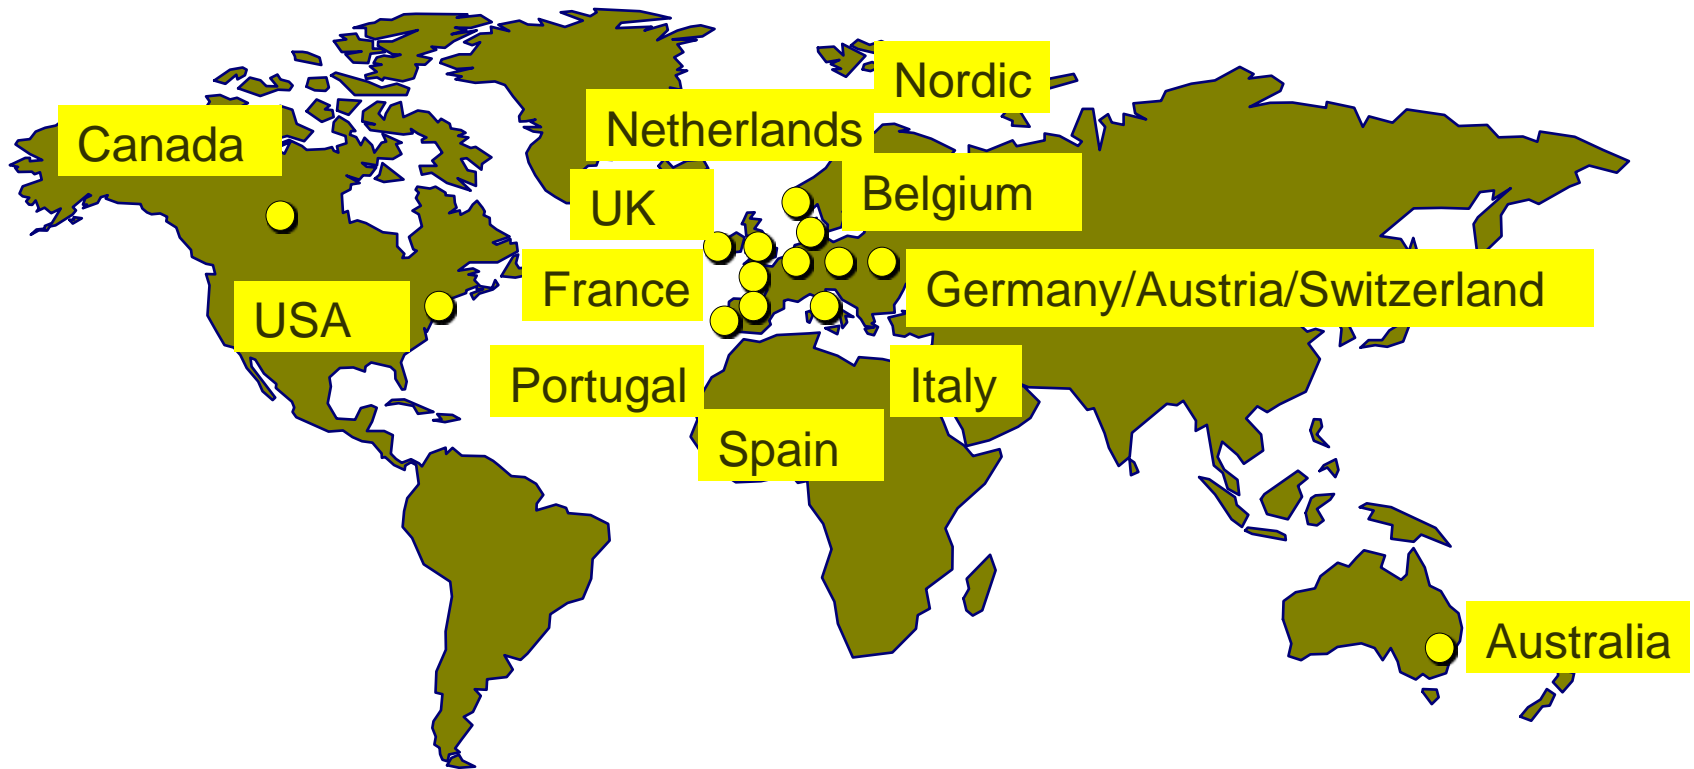 Nordic
Netherlands
Canada
Belgium
UK
France
Germany/Austria/Switzerland
USA
Portugal
Italy
Spain
Australia